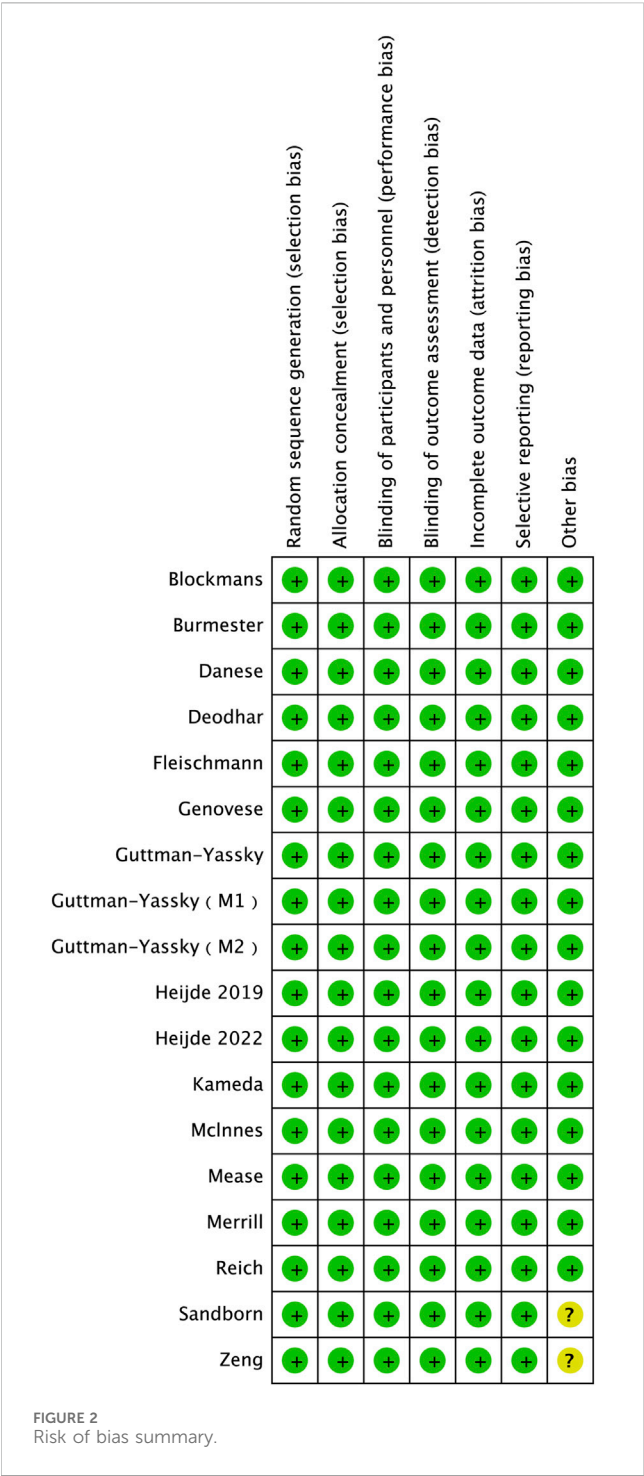 Random sequence generation (selection bias)
Allocation concealment (selection bias)
Blinding of participants and personnel (performance bias)
Blinding of outcome assessment (detection bias)
Incomplete outcome data (attrition bias)
Selective reporting (reporting bias)
Other bias
Blockmans + + + + + + +
Burmester + + + + + + +
Danese + + + + + + +
Deodhar + + + + + + +
Fleischmann + + + + + + +
Genovese + + + + + + +
Guttman-Yassky + + + + + + +
Guttman-Yassky ( M1 ) + + + + + + +
Guttman-Yassky ( M2 ) + + + + + + +
Heijde 2019 + + + + + + +
Heijde 2022 + + + + + + +
Kameda + + + + + + +
McInnes + + + + + + +
Mease + + + + + + +
Merrill + + + + + + +
Reich + + + + + + +
Sandborn + + + + + + ?
Zeng + + + + + + ?
FIGURE 2
Risk of bias summary.